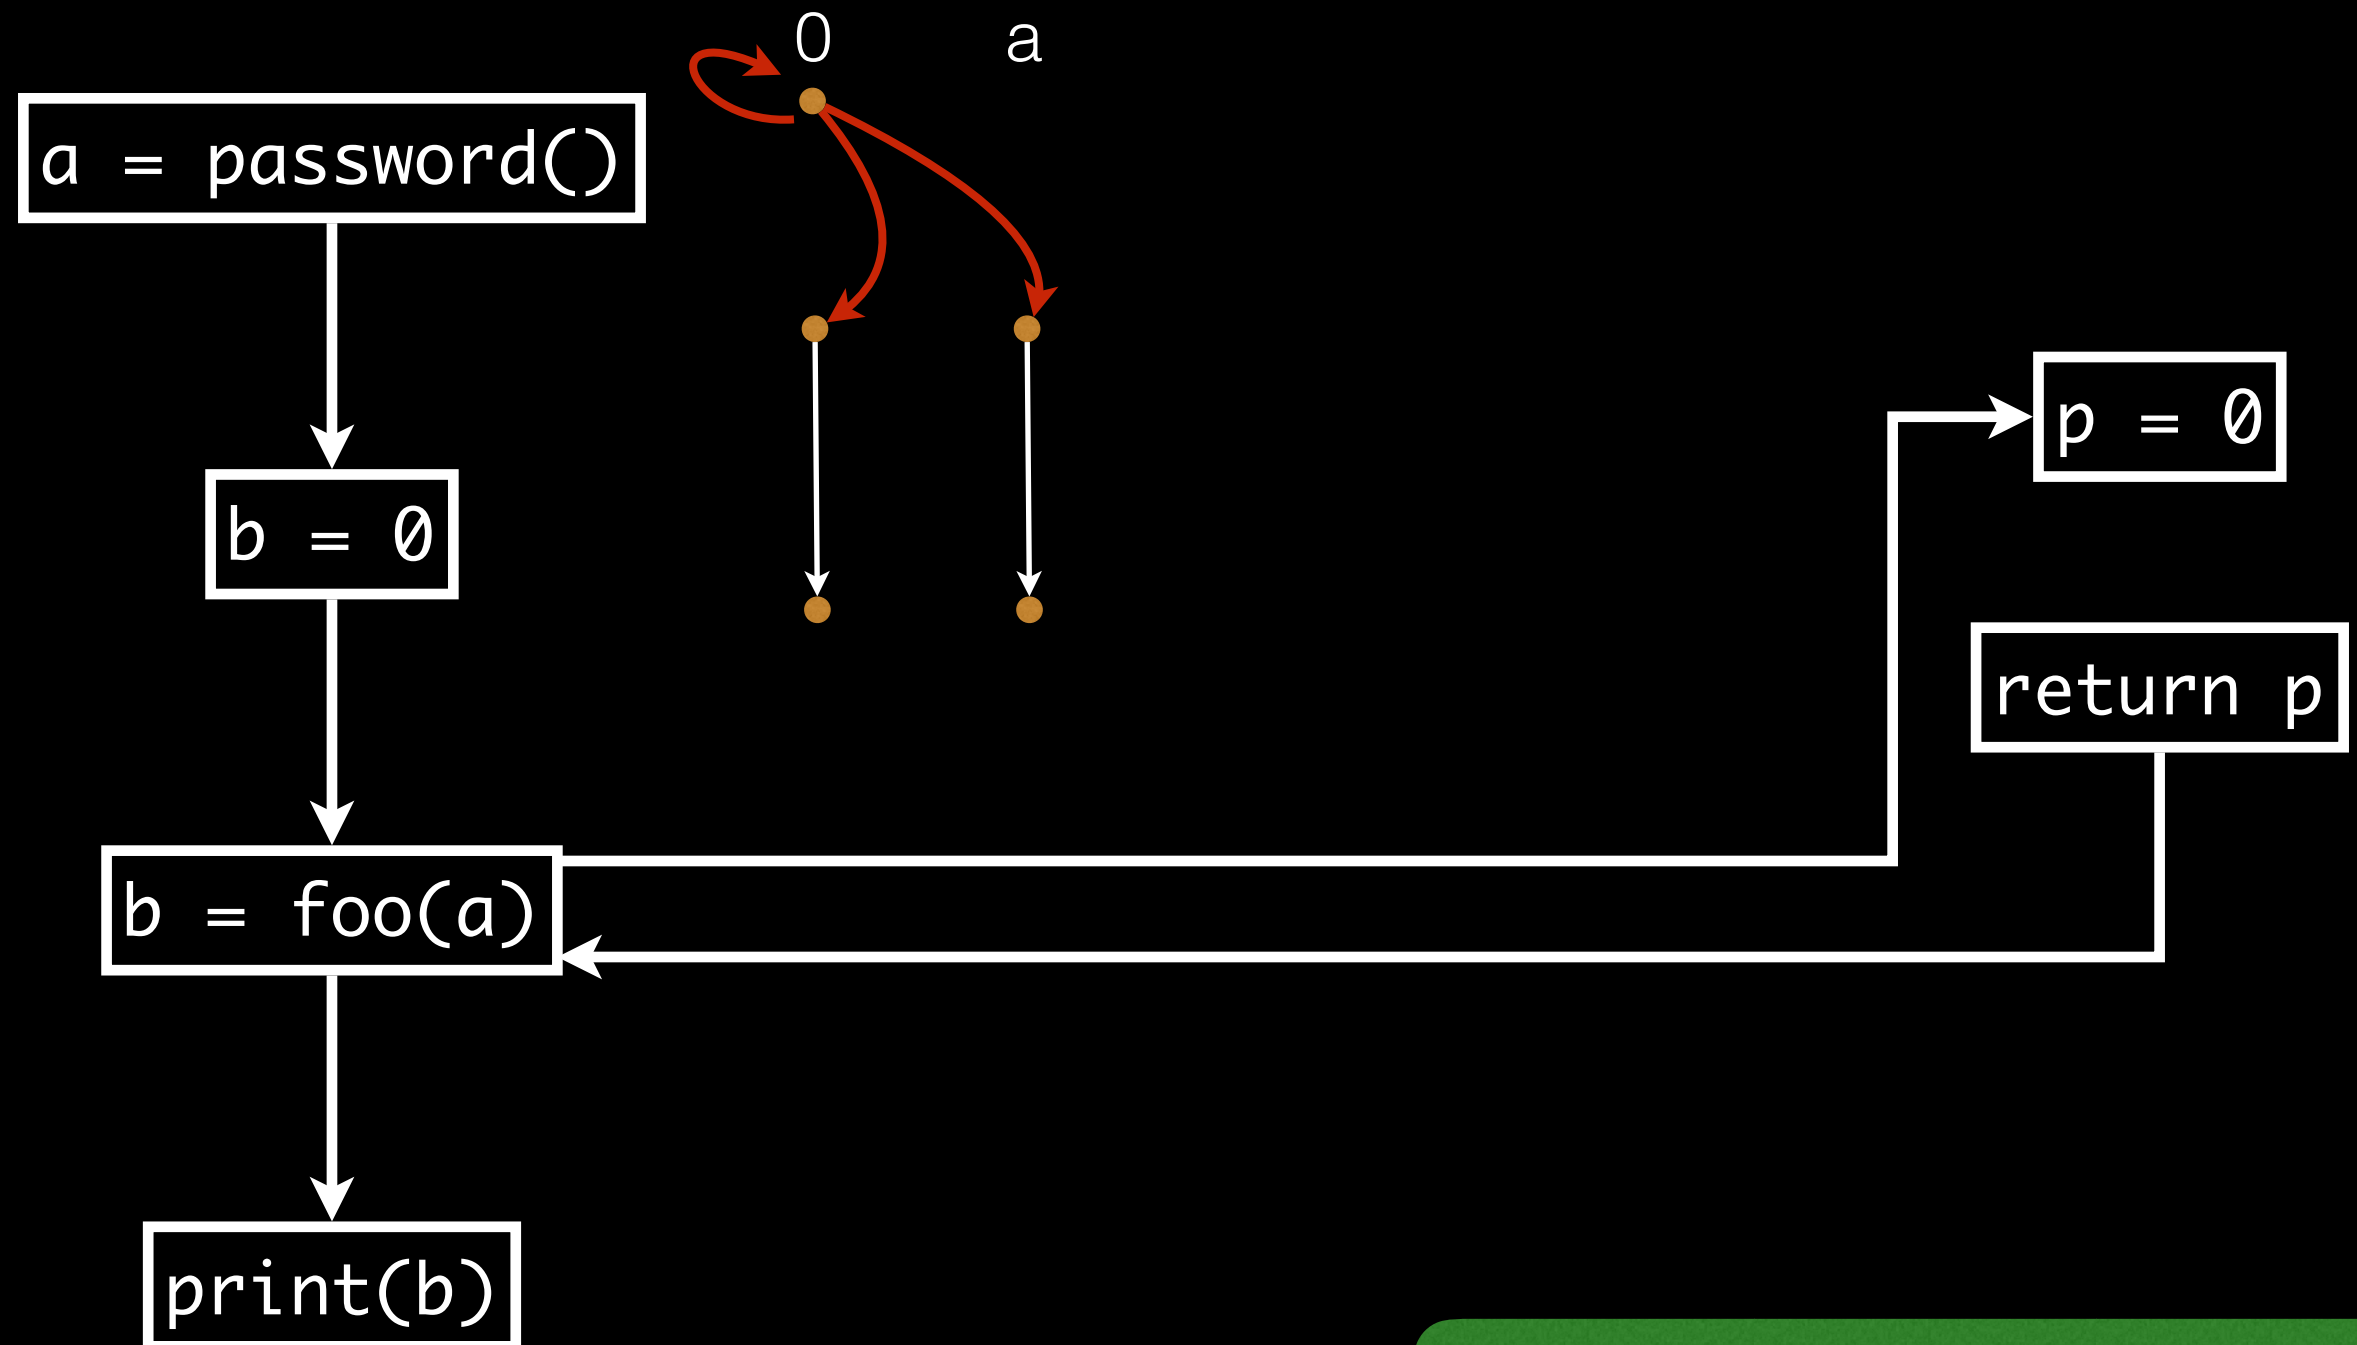 0 a
a = password()
b = 0
b = foo(a)
print(b)
p = 0
return p